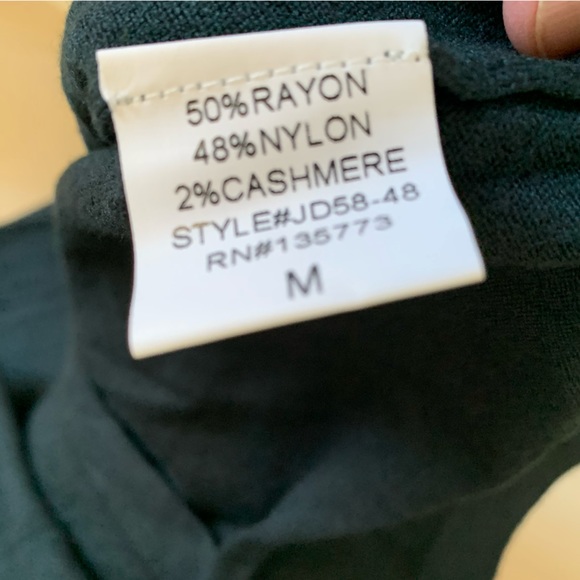 50%RAYON
48%NYLON
2%CASHMERE
STYLE#JD58-48
RN#135773
M